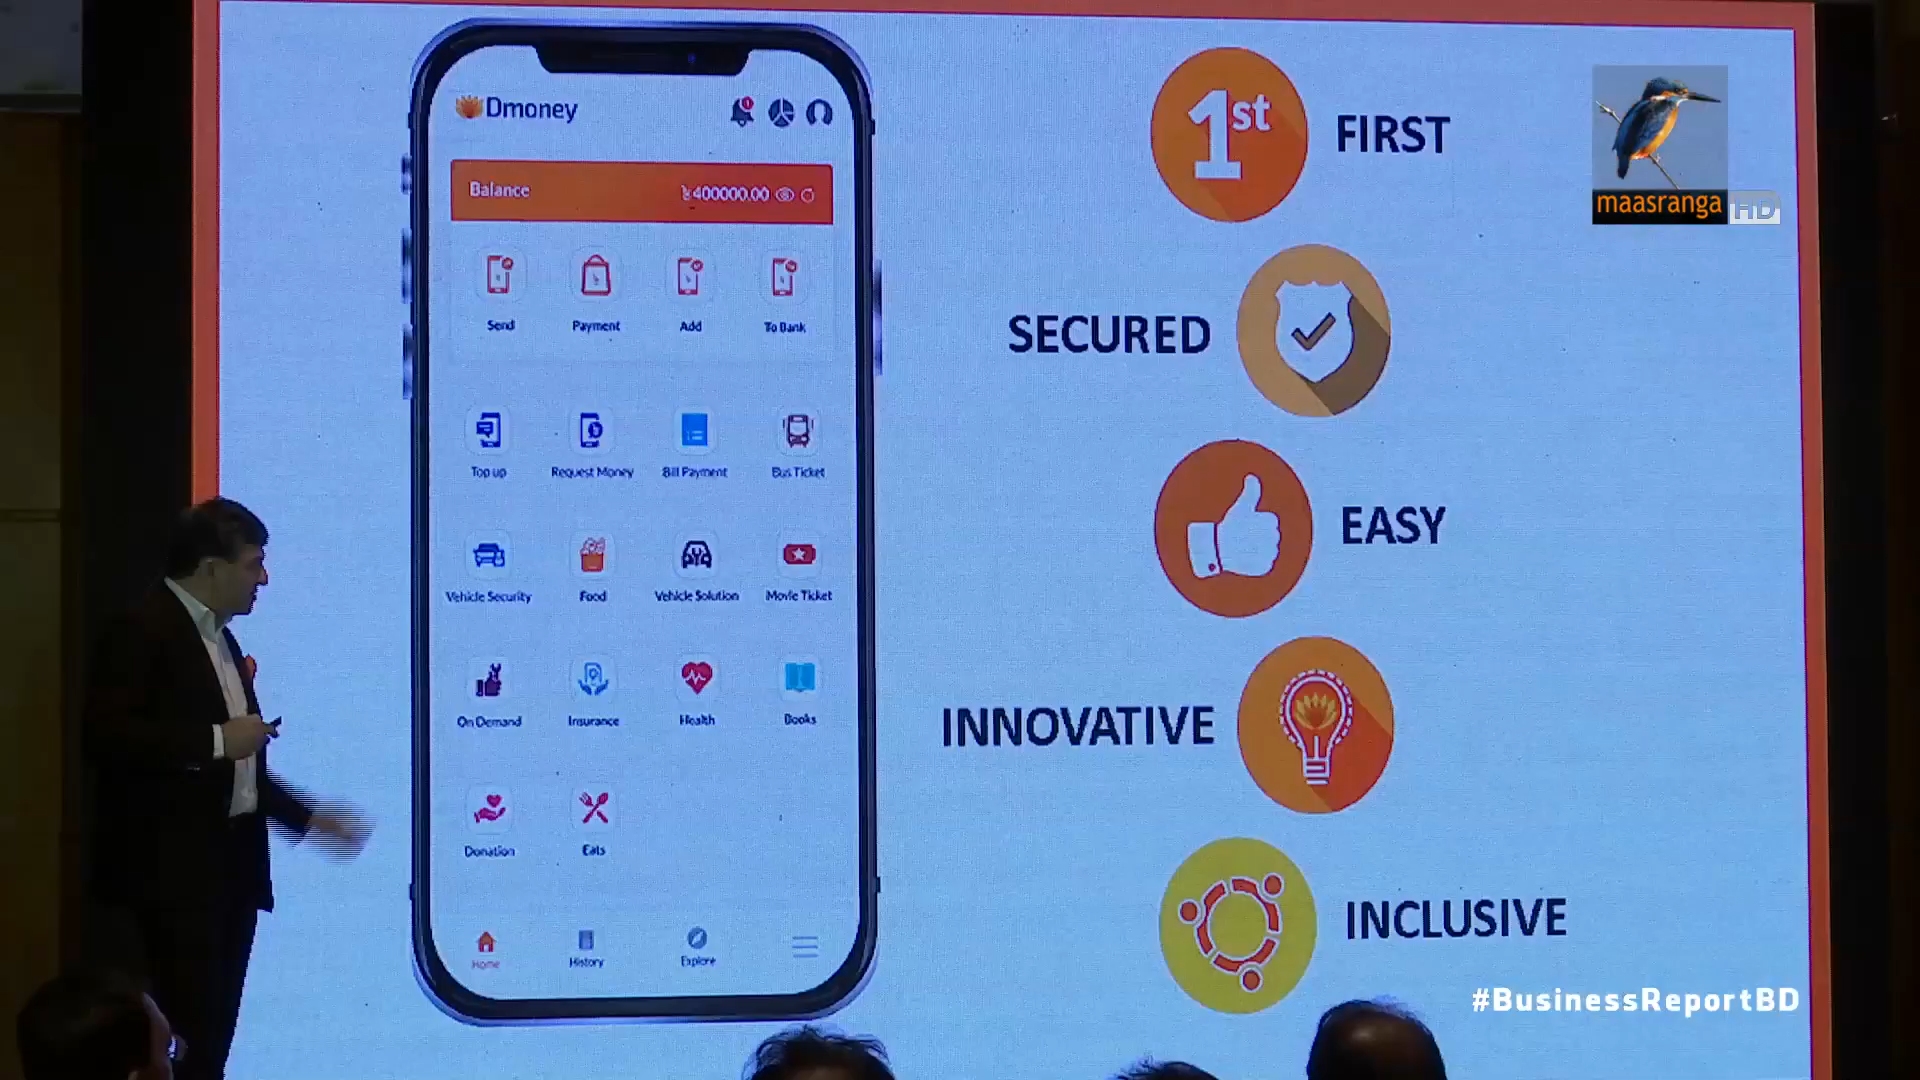 Dmoney
1
Balance
৳400000.00
Send
Payment
Add
To Bank
Top up
Request Money
Bill Payment
Bus Ticket
Vehicle Security
Food
Vehicle Solution
Movie Ticket
On Demand
Insurance
Health
Books
Donation
Eats
Home
History
Explore
1st
FIRST
SECURED
EASY
INNOVATIVE
INCLUSIVE
maasranga
HD
#BusinessReportBD